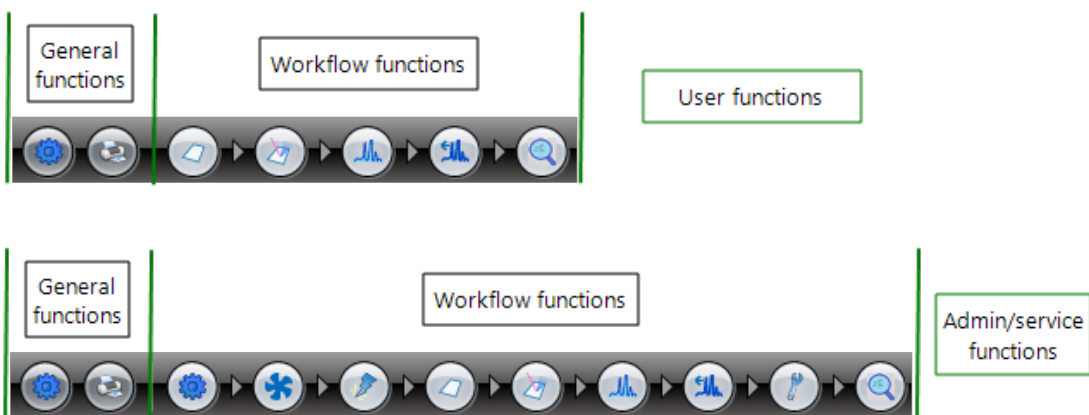 General
functions
Workflow functions
User functions
General
functions
Workflow functions
Admin/service
functions